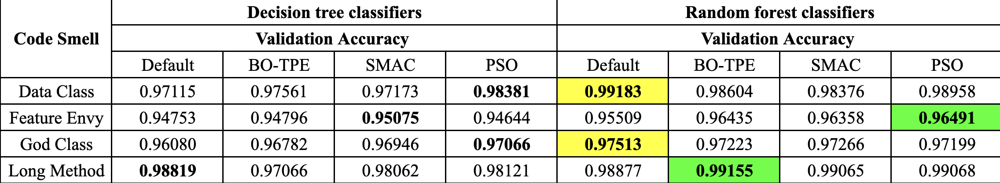 Decision tree classifiers Random forest classifiers
Code Smell Validation Accuracy Validation Accuracy
Default BO-TPE SMAC PSO Default BO-TPE SMAC PSO
Data Class 0.97115 0.97561 0.97173 0.98381 0.99183 0.98604 0.98376 0.98958
Feature Envy 0.94753 0.94796 0.95075 0.94644 0.95509 0.96435 0.96358 0.96491
God Class 0.96080 0.96782 0.96946 0.97066 0.97513 0.97223 0.97266 0.97199
Long Method 0.98819 0.97066 0.98062 0.98121 0.98877 0.99155 0.99065 0.99068